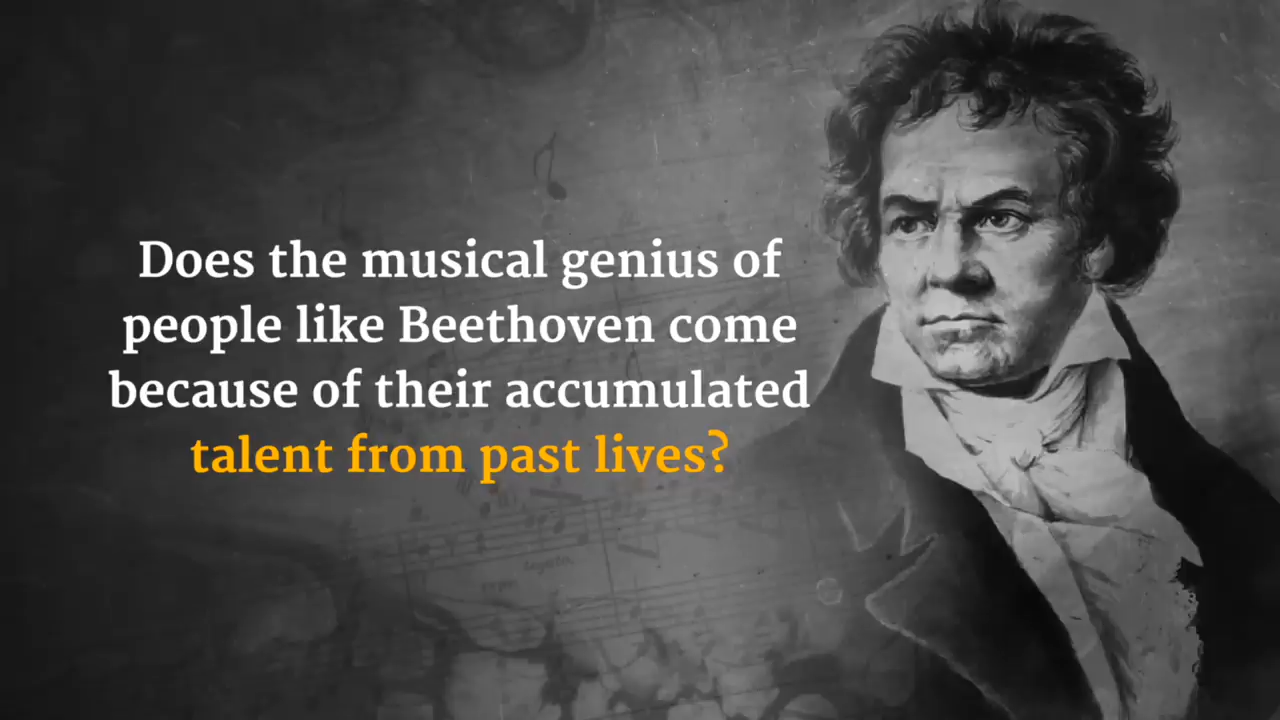 Does the musical genius of
people like Beethoven come
because of their accumulated
talent from past lives?